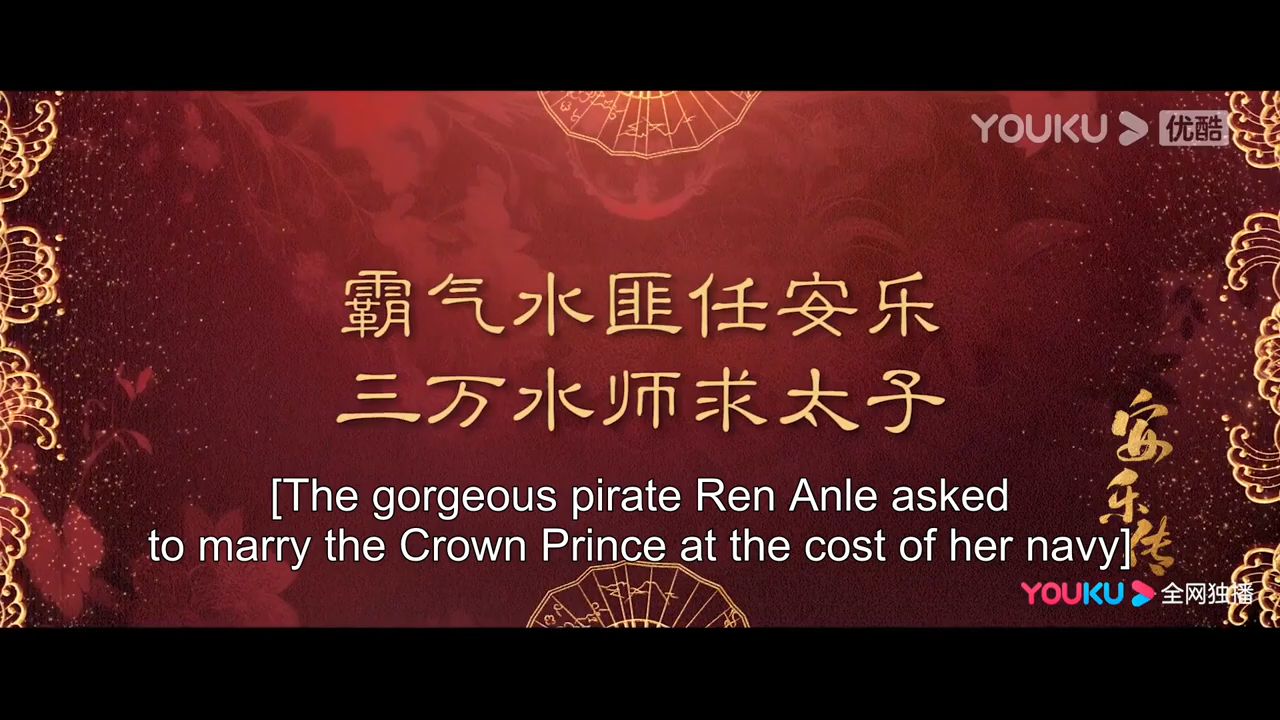 YOUKU 优酷
霸气水匪任安乐
三万水师求太子
安乐传
[The gorgeous pirate Ren Anle asked
to marry the Crown Prince at the cost of her navy]
YOUKU 全网独播